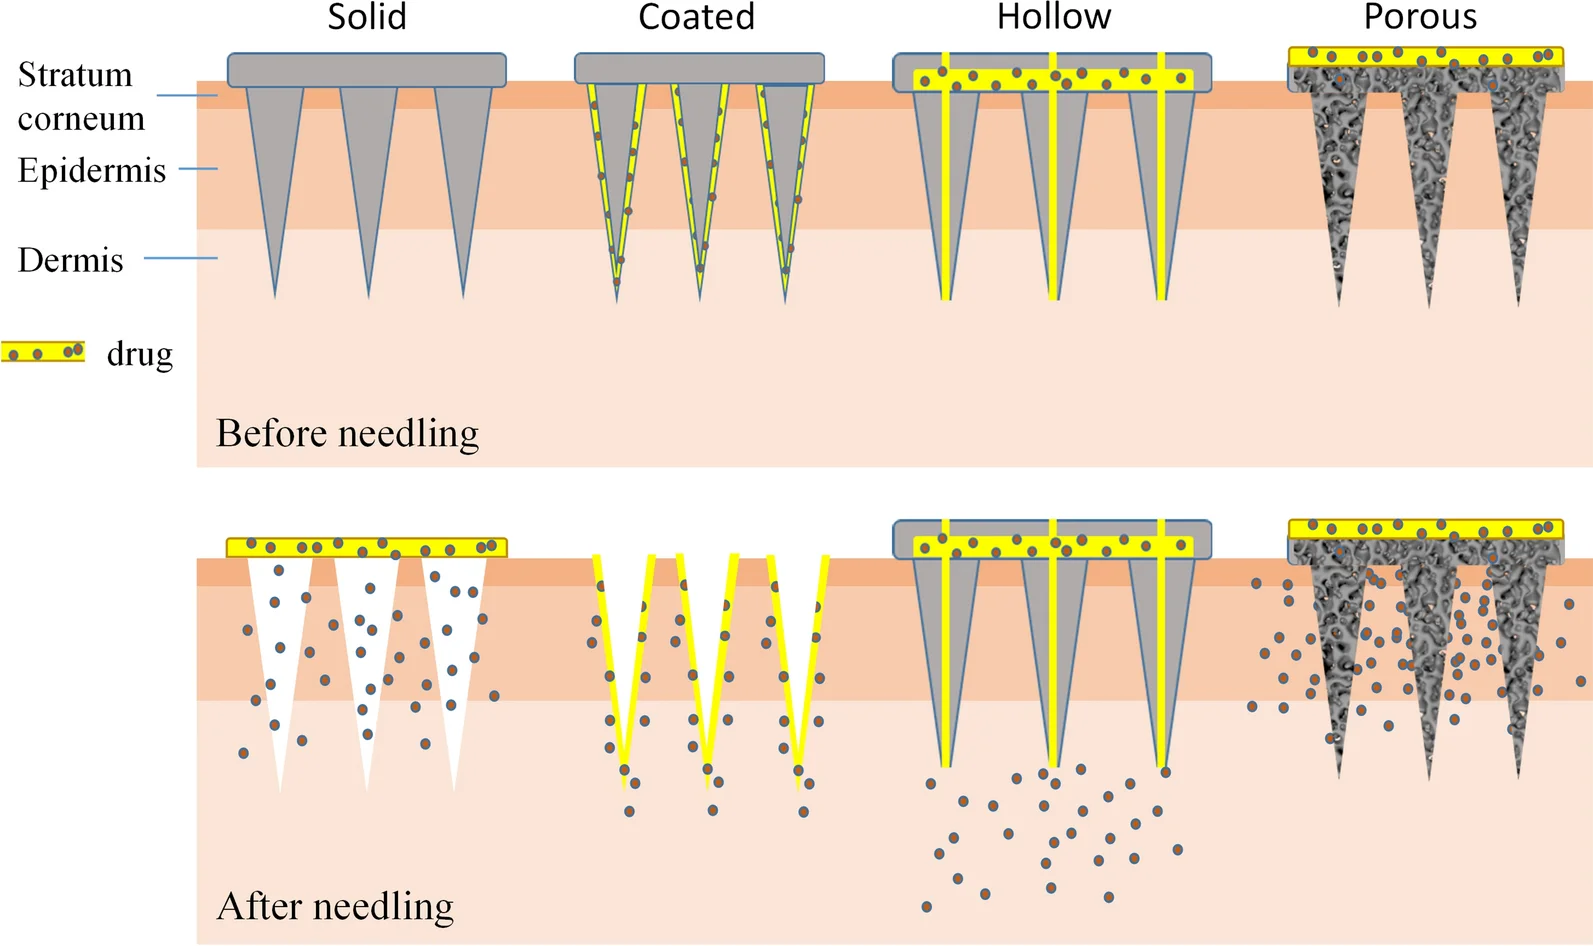 Solid
Coated
Hollow
Porous
Stratum
corneum
Epidermis
Dermis
drug
Before needling
After needling